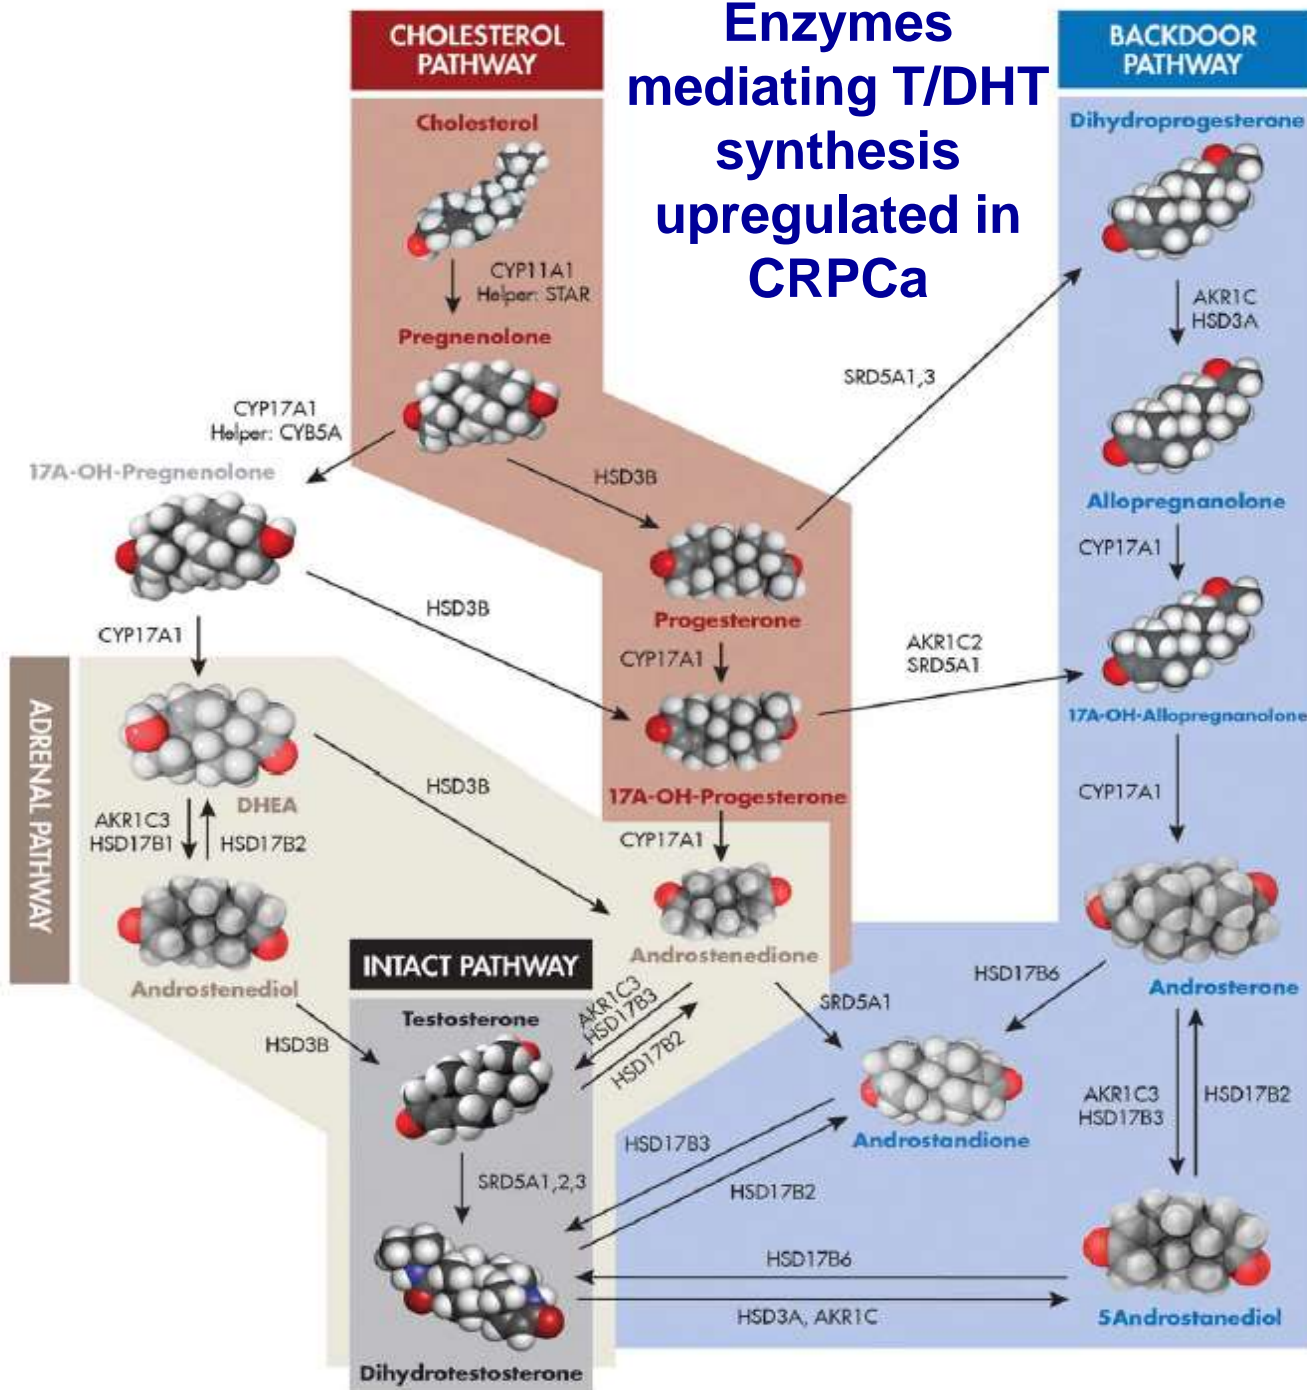 CHOLESTEROL
PATHWAY
Enzymes
mediating T/DHT
synthesis
upregulated in
CRPCa
BACKDOOR
PATHWAY
Cholesterol
Dihydroprogesterone
CYP11A1
Helper: STAR
AKR1C
HSD3A
Pregnenolone
SRD5A1,3
CYP17A1
Helper: CYB5A
17A-OH-Pregnenolone
HSD3B
Allopregnanolone
CYP17A1
HSD3B
Progesterone
CYP17A1
CYP17A1
AKR1C2
SRD5A1
17A-OH-Allopregnanolone
ADRENAL PATHWAY
HSD3B
DHEA
17A-OH-Progesterone
CYP17A1
AKR1C3
HSD17B1
HSD17B2
CYP17A1
Androstenedione
Androstenediol
INTACT PATHWAY
HSD17B6
Androsterone
Testosterone
AKR1C3
HSD17B3
HSD17B2
SRD5A1
HSD3B
AKR1C3
HSD17B3
HSD17B2
HSD17B3
Androstandione
SRD5A1,2,3
HSD17B2
HSD17B6
HSD3A, AKR1C
5Androstanediol
Dihydrotestosterone